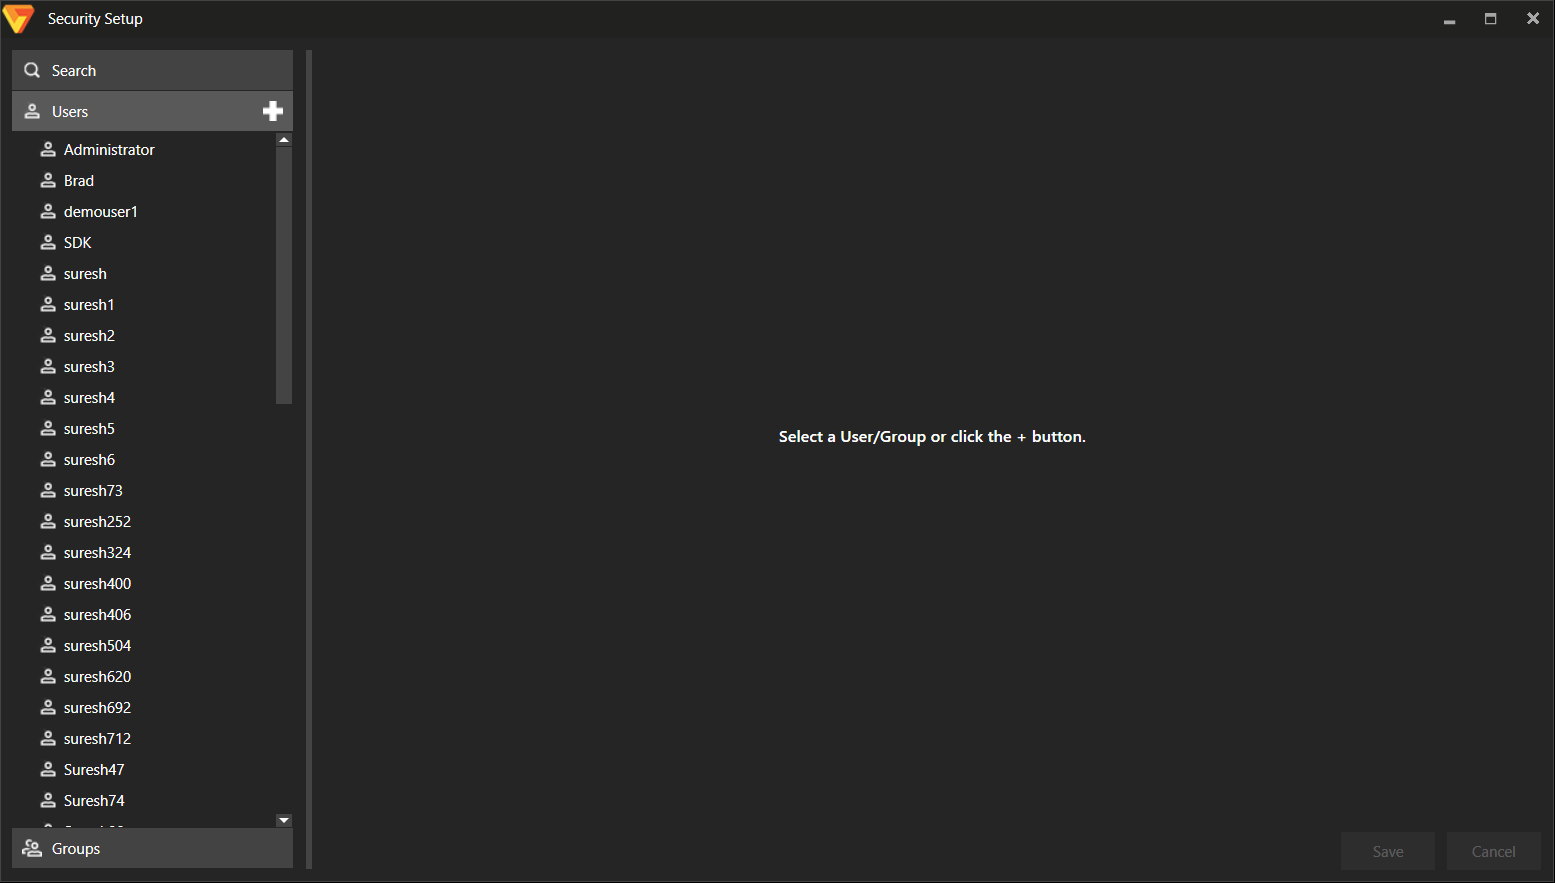 Security Setup
Search
Users
Administrator
Brad
demouser1
SDK
suresh
suresh1
suresh2
suresh3
suresh4
suresh5
suresh6
suresh73
suresh252
suresh324
suresh400
suresh406
suresh504
suresh620
suresh692
suresh712
Suresh47
Suresh74
Groups
Select a User/Group or click the + button.
Save
Cancel